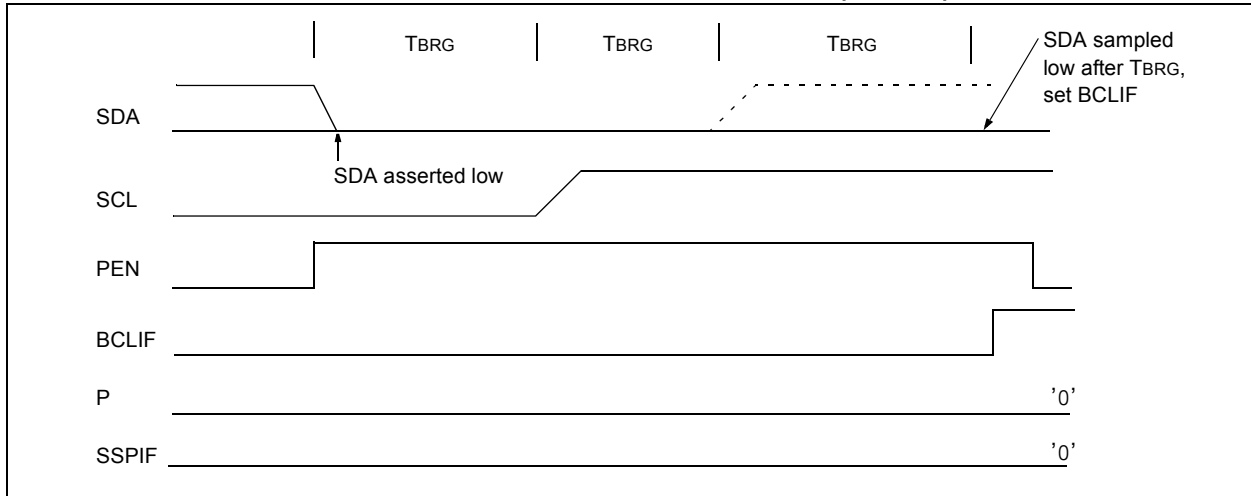 TBRG TBRG TBRG
SDA sampled
low after TBRG,
set BCLIF
SDA
SDA asserted low
SCL
PEN
BCLIF
P '0'
SSPIF '0'